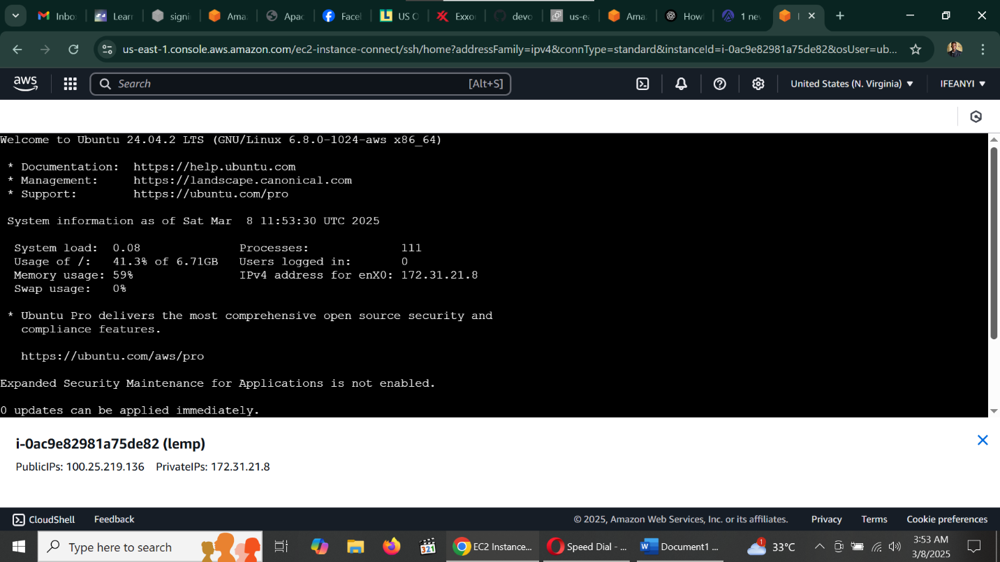 Inbo
Lear
signi
Ama
Apac
Facel
US O
Exxo
devo
us-ea
Ama
How
1 nev
us-east-1.console.aws.amazon.com/ec2-instance-connect/ssh/home?addressFamily=ipv4&connType=standard&instanceId=i-0ac9e82981a75de82&osUser=ub...
aws
Search [Alt+S]
United States (N. Virginia)
IFEANYI
Welcome to Ubuntu 24.04.2 LTS (GNU/Linux 6.8.0-1024-aws x86_64)
* Documentation: https://help.ubuntu.com
* Management: https://landscape.canonical.com
* Support: https://ubuntu.com/pro
System information as of Sat Mar 8 11:53:30 UTC 2025
System load: 0.08 Processes: 111
Usage of /: 41.3% of 6.71GB Users logged in: 0
Memory usage: 59% IPv4 address for enX0: 172.31.21.8
Swap usage: 0%
* Ubuntu Pro delivers the most comprehensive open source security and
compliance features.
https://ubuntu.com/aws/pro
Expanded Security Maintenance for Applications is not enabled.
0 updates can be applied immediately.
i-0ac9e82981a75de82 (lemp)
PublicIPs: 100.25.219.136 PrivateIPs: 172.31.21.8
CloudShell Feedback © 2025, Amazon Web Services, Inc. or its affiliates. Privacy Terms Cookie preferences
Type here to search
321
EC2 Instance...
Speed Dial - ...
Document1 ...
1
33°C
3:53 AM
3/8/2025